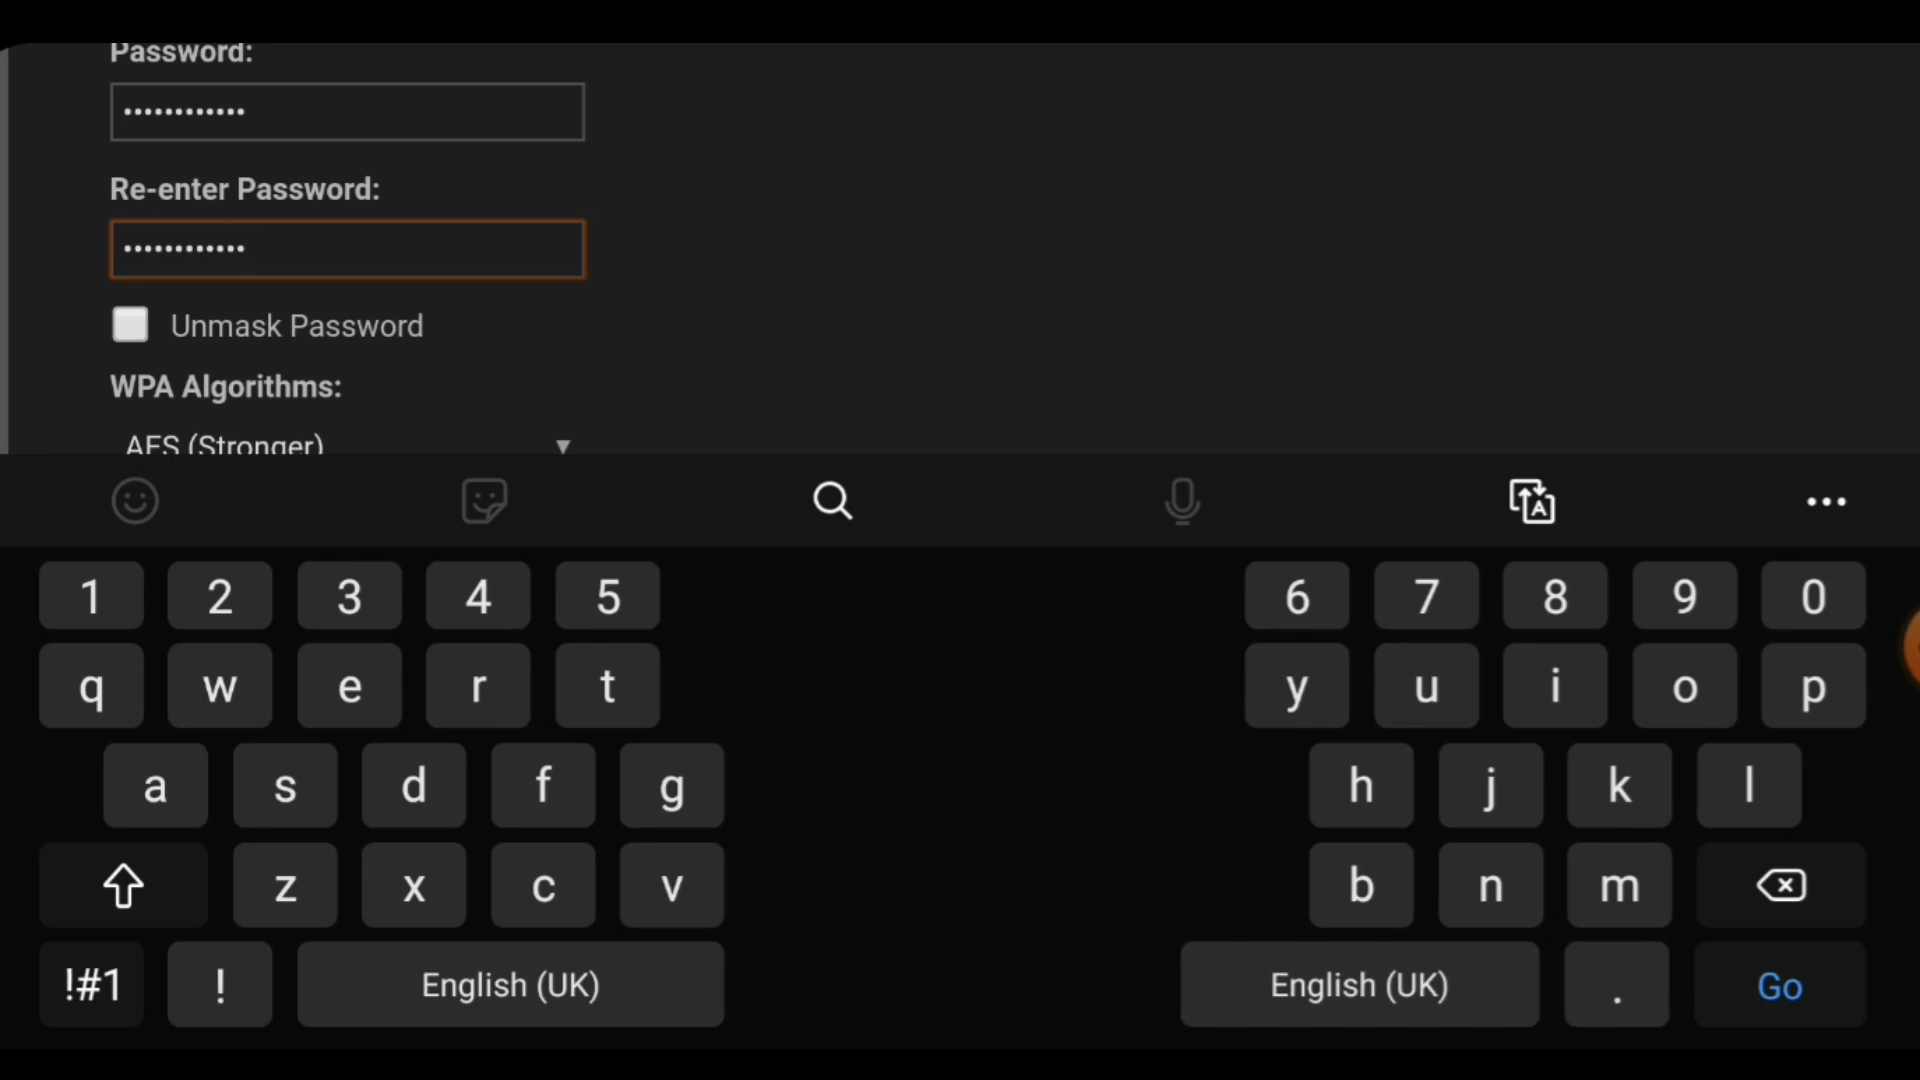 Password:
••••••••••••
Re-enter Password:
••••••••••••
Unmask Password
WPA Algorithms:
AES (Stronger)
1 2 3 4 5 6 7 8 9 0
q w e r t y u i o p
a s d f g h j k l
z x c v b n m
!#1 ! English (UK) English (UK) . Go